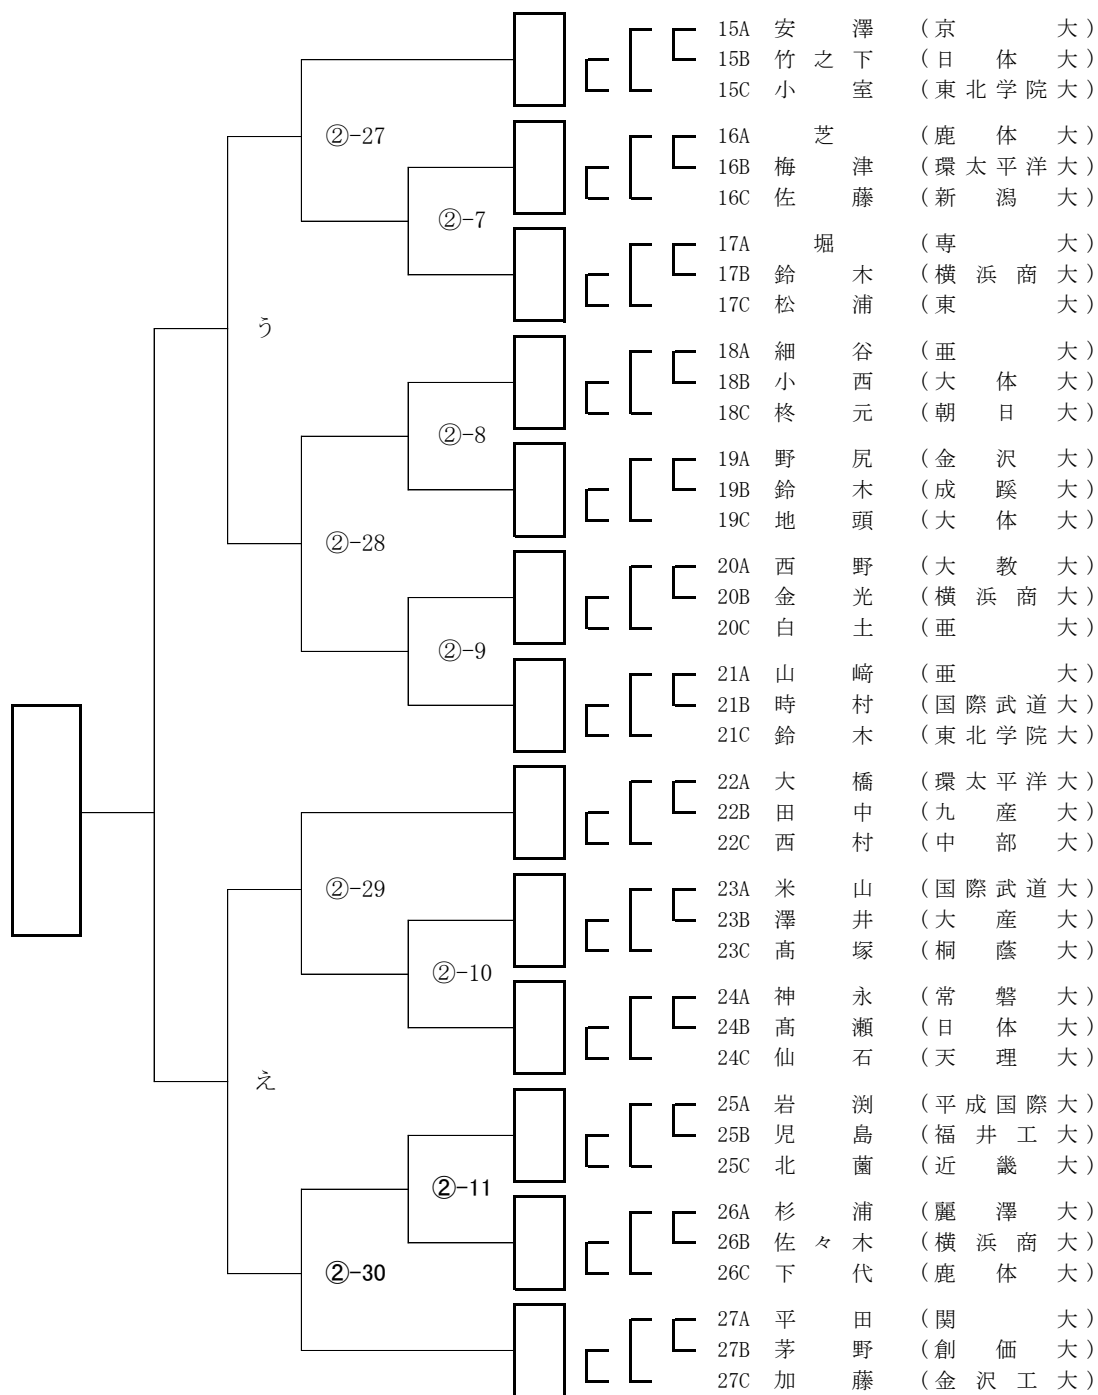 15A 安澤 (京大)
15B 竹之下 (日体大)
15C 小室 (東北学院大)
②-27
16A 芝 (鹿体大)
16B 梅津 (環太平洋大)
16C 佐藤 (新潟大)
②-7
17A 堀 (専大)
17B 鈴木 (横浜商大)
17C 松浦 (東大)
う
18A 細谷 (亜大)
18B 小西 (大体大)
18C 柊元 (朝日大)
②-8
19A 野尻 (金沢大)
19B 鈴木 (成蹊大)
19C 地頭 (大体大)
②-28
20A 西野 (大教大)
20B 金光 (横浜商大)
20C 白土 (亜大)
②-9
21A 山﨑 (亜大)
21B 時村 (国際武道大)
21C 鈴木 (東北学院大)
22A 大橋 (環太平洋大)
22B 田中 (九産大)
22C 西村 (中部大)
②-29
23A 米山 (国際武道大)
23B 澤井 (大産大)
23C 髙塚 (桐蔭大)
②-10
24A 神永 (常磐大)
24B 髙瀬 (日体大)
24C 仙石 (天理大)
え
25A 岩渕 (平成国際大)
25B 児島 (福井工大)
25C 北薗 (近畿大)
②-11
26A 杉浦 (麗澤大)
26B 佐々木 (横浜商大)
26C 下代 (鹿体大)
②-30
27A 平田 (関大)
27B 茅野 (創価大)
27C 加藤 (金沢工大)